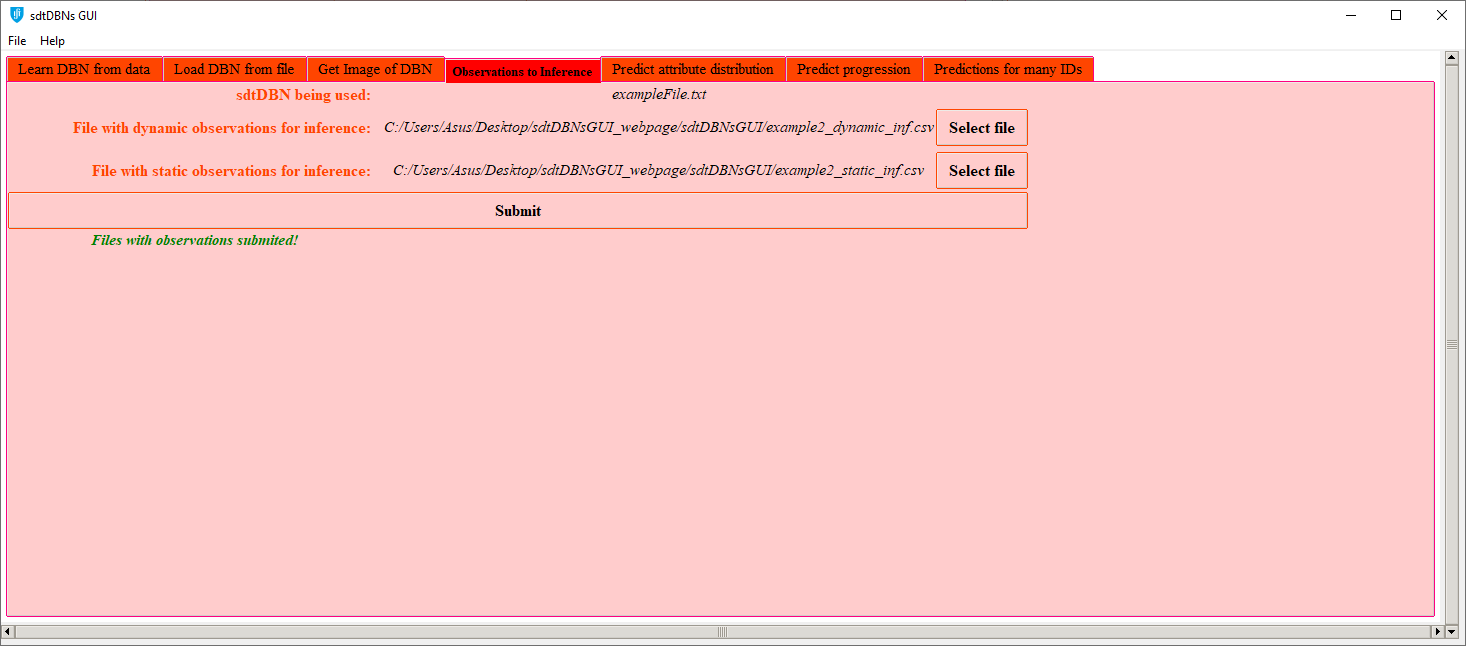 sdtDBNs GUI
File Help
Learn DBN from data Load DBN from file Get Image of DBN Observations to Inference Predict attribute distribution Predict progression Predictions for many IDs
sdtDBN being used: exampleFile.txt
File with dynamic observations for inference: C:/Users/Asus/Desktop/sdtDBNsGUI_webpage/sdtDBNsGUI/example2_dynamic_inf.csv Select file
File with static observations for inference: C:/Users/Asus/Desktop/sdtDBNsGUI_webpage/sdtDBNsGUI/example2_static_inf.csv Select file
Submit
Files with observations submited!